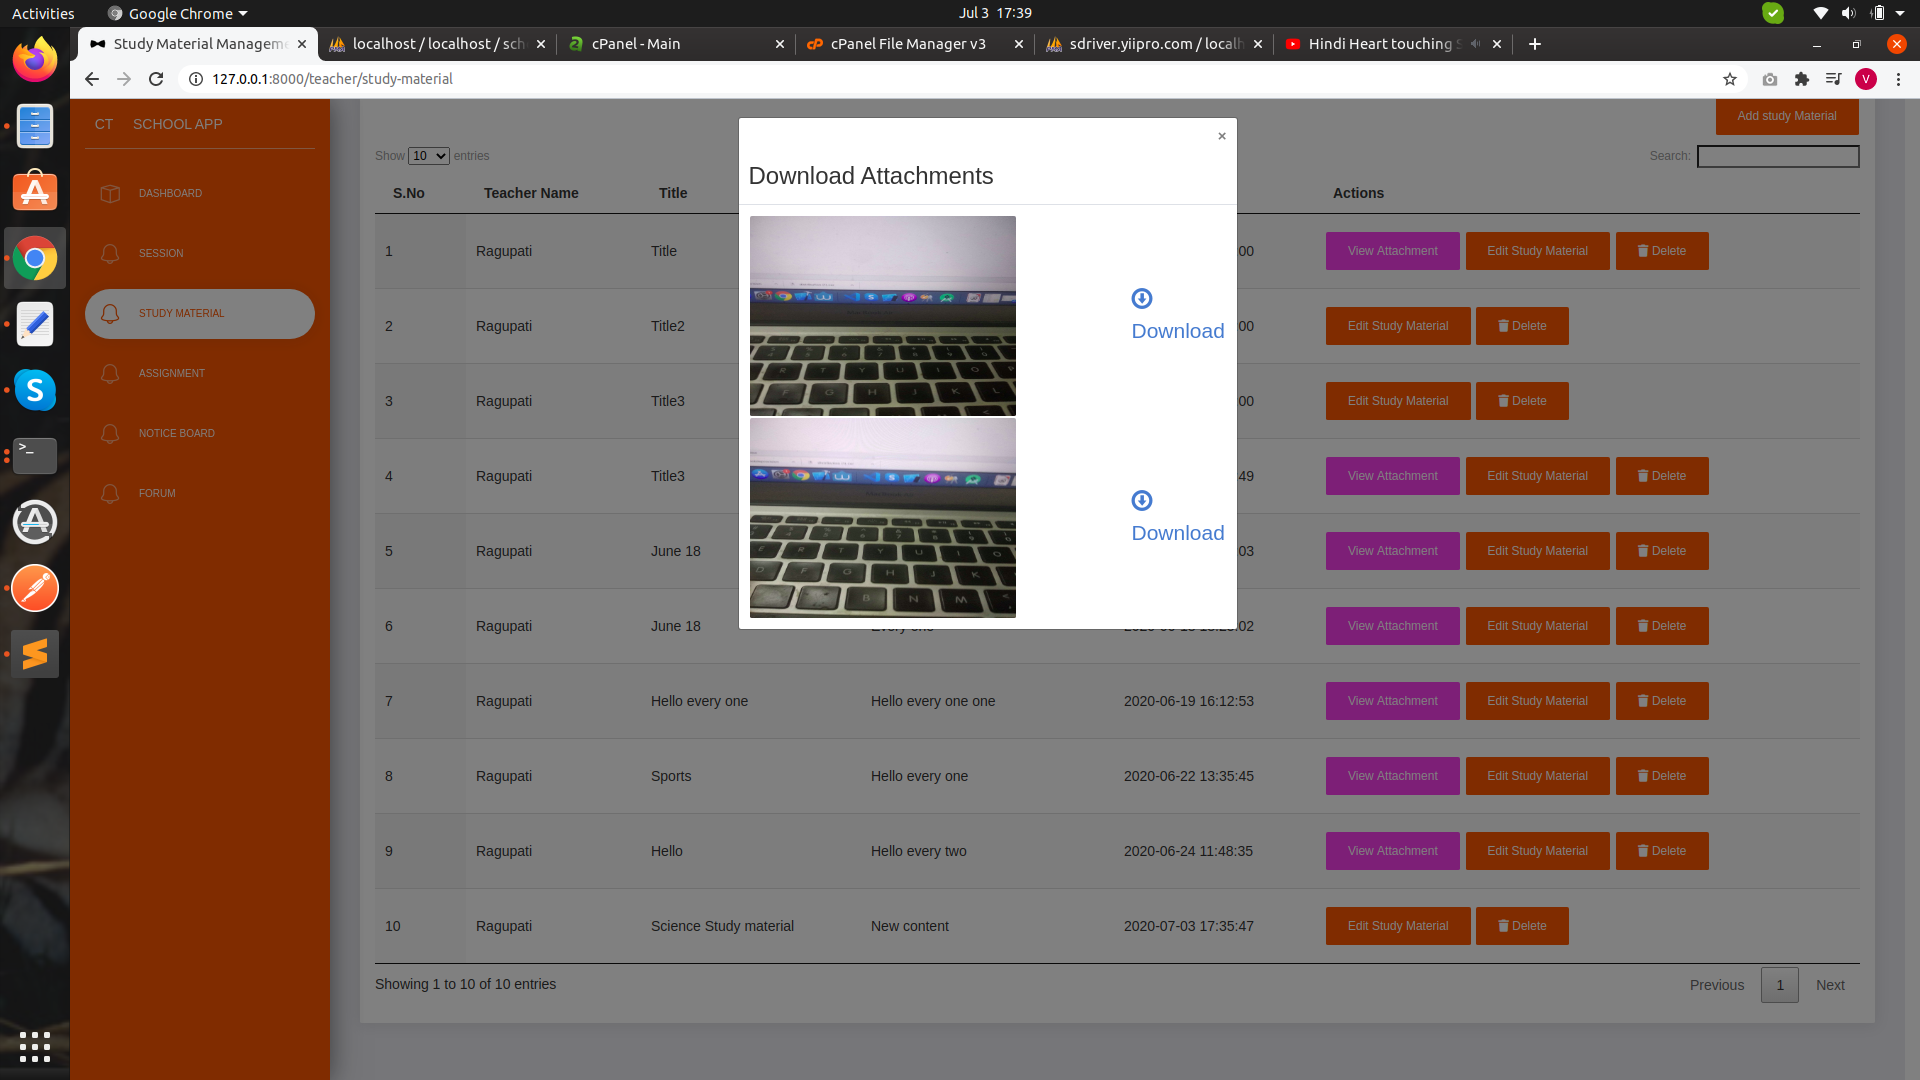 Activities Google Chrome Jul 3 17:39
Study Material Managem localhost / localhost / sch cPanel - Main cPanel File Manager v3 sdriver.yiipro.com / localh Hindi Heart touching S
127.0.0.1:8000/teacher/study-material V
CT SCHOOL APP
DASHBOARD
SESSION
STUDY MATERIAL
ASSIGNMENT
NOTICE BOARD
FORUM
Add study Material
Show 10 entries Search:
S.No Teacher Name Title Actions
1 Ragupati Title 00 View Attachment Edit Study Material Delete
2 Ragupati Title2 00 Edit Study Material Delete
3 Ragupati Title3 00 Edit Study Material Delete
4 Ragupati Title3 49 View Attachment Edit Study Material Delete
5 Ragupati June 18 03 View Attachment Edit Study Material Delete
6 Ragupati June 18 :02 View Attachment Edit Study Material Delete
7 Ragupati Hello every one Hello every one one 2020-06-19 16:12:53 View Attachment Edit Study Material Delete
8 Ragupati Sports Hello every one 2020-06-22 13:35:45 View Attachment Edit Study Material Delete
9 Ragupati Hello Hello every two 2020-06-24 11:48:35 View Attachment Edit Study Material Delete
10 Ragupati Science Study material New content 2020-07-03 17:35:47 Edit Study Material Delete
Showing 1 to 10 of 10 entries Previous 1 Next
×
Download Attachments
Download
Download